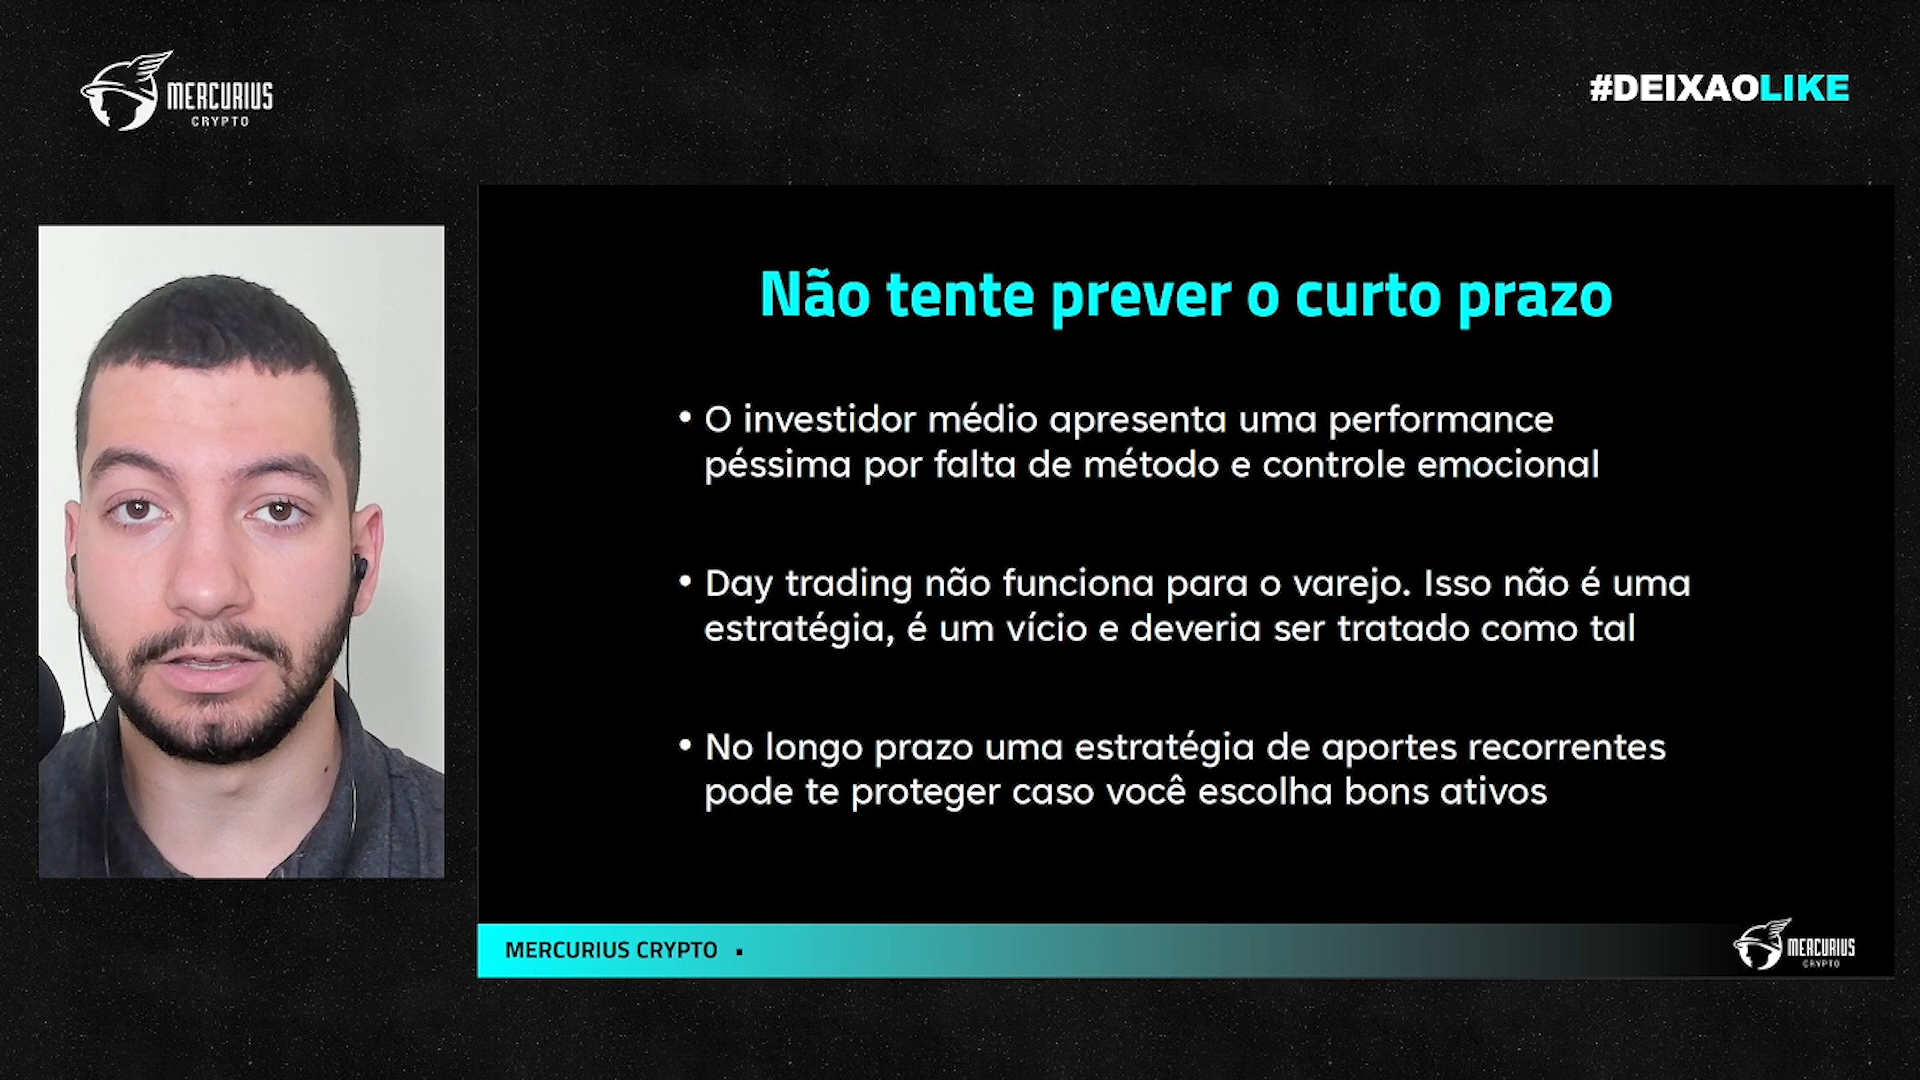 MERCURIUS
CRYPTO
#DEIXAOLIKE
Não tente prever o curto prazo
• O investidor médio apresenta uma performance
péssima por falta de método e controle emocional
• Day trading não funciona para o varejo. Isso não é uma
estratégia, é um vício e deveria ser tratado como tal
• No longo prazo uma estratégia de aportes recorrentes
pode te proteger caso você escolha bons ativos
MERCURIUS CRYPTO •
MERCURIUS
CRYPTO